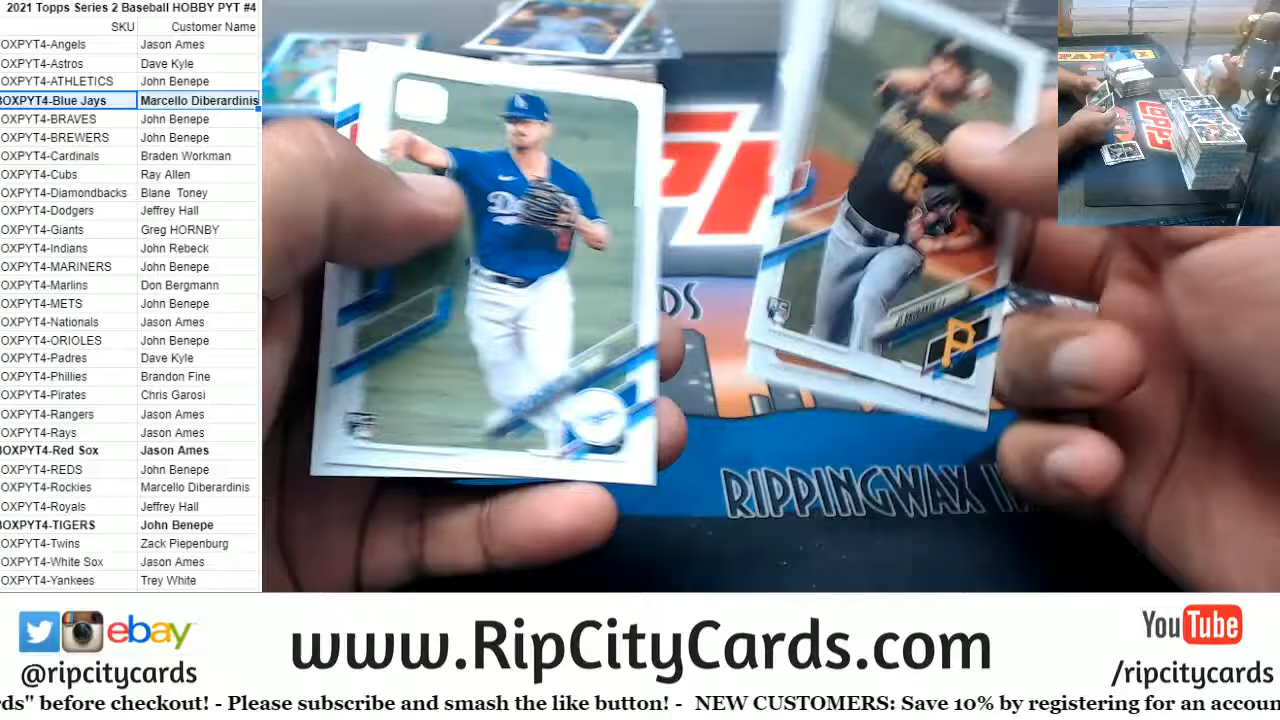 2021 Topps Series 2 Baseball HOBBY PYT #4
SKU Customer Name
OXPYT4-Angels Jason Ames
OXPYT4-Astros Dave Kyle
OXPYT4-ATHLETICS John Benepe
BOXPYT4-Blue Jays Marcello Diberardinis
OXPYT4-BRAVES John Benepe
OXPYT4-BREWERS John Benepe
OXPYT4-Cardinals Braden Workman
OXPYT4-Cubs Ray Allen
OXPYT4-Diamondbacks Blane Toney
OXPYT4-Dodgers Jeffrey Hall
OXPYT4-Giants Greg HORNBY
OXPYT4-Indians John Rebeck
OXPYT4-MARINERS John Benepe
OXPYT4-Marlins Don Bergmann
OXPYT4-METS John Benepe
OXPYT4-Nationals Jason Ames
OXPYT4-ORIOLES John Benepe
OXPYT4-Padres Dave Kyle
OXPYT4-Phillies Brandon Fine
OXPYT4-Pirates Chris Garosi
OXPYT4-Rangers Jason Ames
OXPYT4-Rays Jason Ames
BOXPYT4-Red Sox Jason Ames
OXPYT4-REDS John Benepe
OXPYT4-Rockies Marcello Diberardinis
OXPYT4-Royals Jeffrey Hall
BOXPYT4-TIGERS John Benepe
OXPYT4-Twins Zack Piepenburg
OXPYT4-White Sox Jason Ames
OXPYT4-Yankees Trey White
TOPPS
P
RIPPINGWAX
ebay
@ripcitycards
www.RipCityCards.com
YouTube
/ripcitycards
rds" before checkout! - Please subscribe and smash the like button! - NEW CUSTOMERS: Save 10% by registering for an accoun